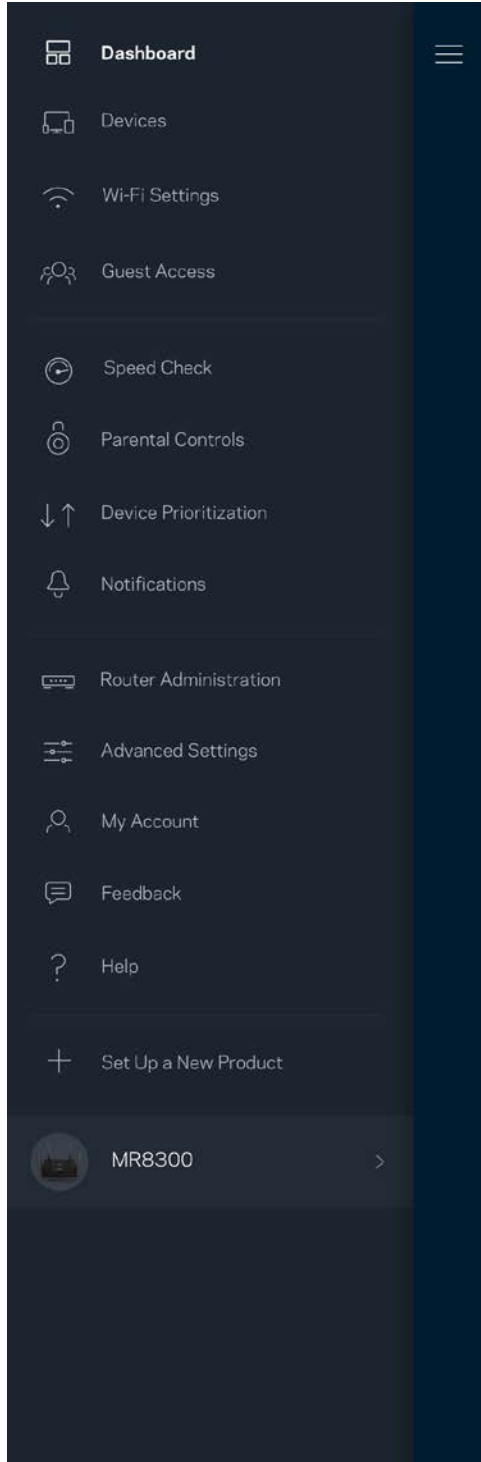 Dashboard
Devices
Wi-Fi Settings
Guest Access
Speed Check
Parental Controls
Device Prioritization
Notifications
Router Administration
Advanced Settings
My Account
Feedback
Help
Set Up a New Product
MR8300